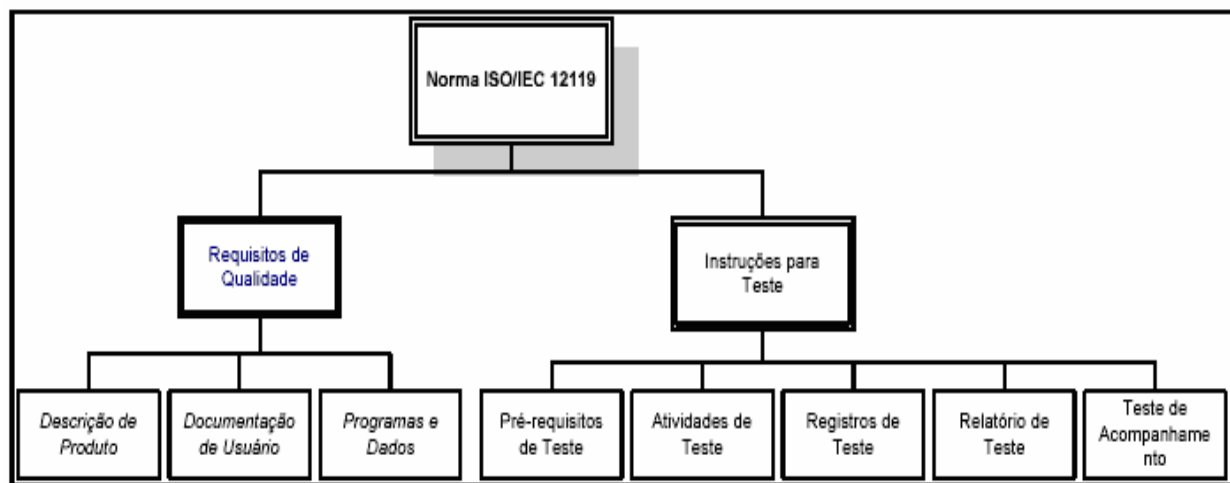 Norma ISO/IEC 12119
Requisitos de
Qualidade
Instruções para
Teste
Descrição de
Produto
Documentação
de Usuário
Programas e
Dados
Pré-requisitos
de Teste
Atividades de
Teste
Registros de
Teste
Relatório de
Teste
Teste de
Acompanhame
nto